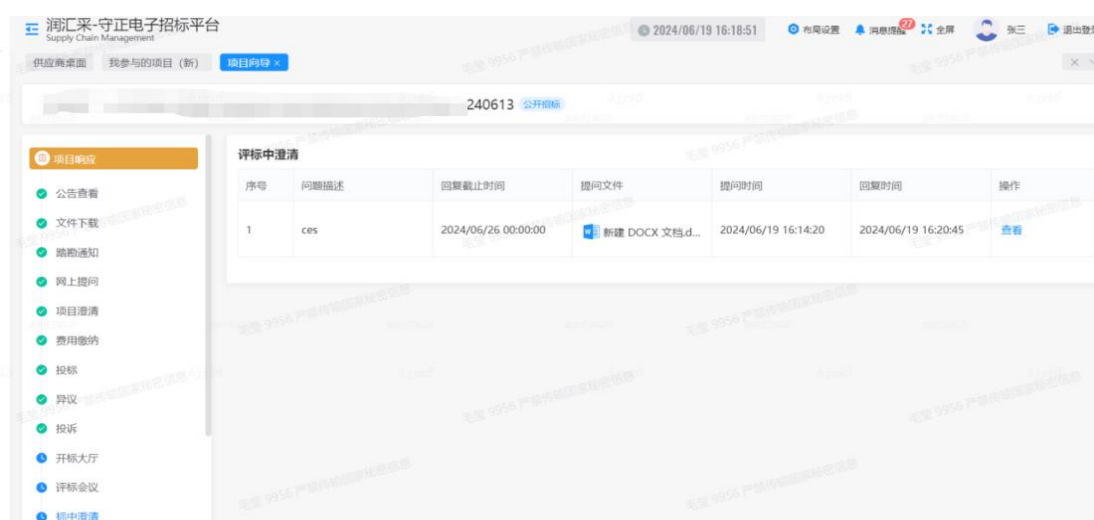 润汇采-守正电子招标平台
Supply Chain Management
2024/06/19 16:18:51
布局设置
消息提醒
27
全屏
张三
退出登录
供应商桌面
我参与的项目（新）
项目向导 ×
240613 公开招标
项目响应
公告查看
文件下载
踏勘通知
网上提问
项目澄清
费用缴纳
投标
异议
投诉
开标大厅
评标会议
标中澄清
评标中澄清
序号 问题描述 回复截止时间 提问文件 提问时间 回复时间 操作
1 ces 2024/06/26 00:00:00 新建 DOCX 文档.d... 2024/06/19 16:14:20 2024/06/19 16:20:45 查看